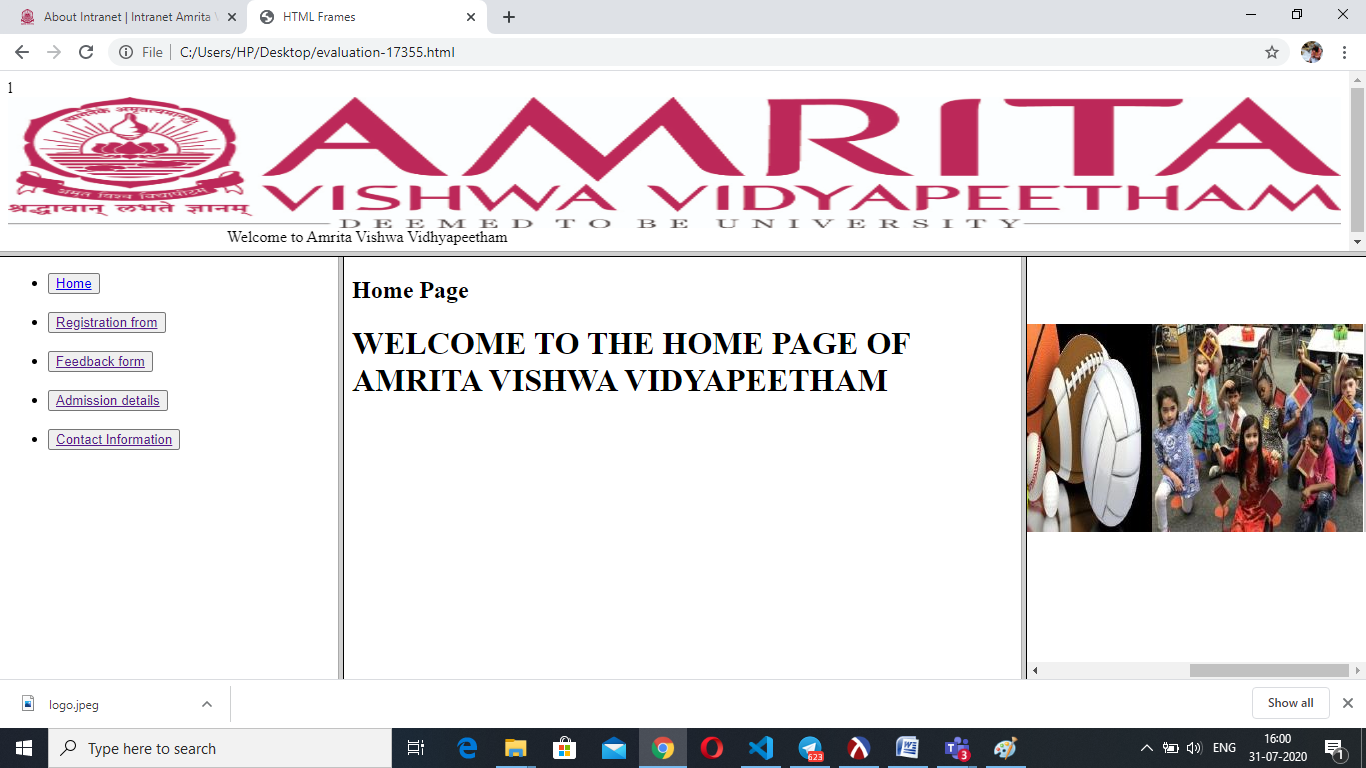 About Intranet | Intranet Amrita
HTML Frames
File
C:/Users/HP/Desktop/evaluation-17355.html
1
AMRITA
VISHWA VIDYAPEETHAM
श्रद्धावान् लभते ज्ञानम्
DEEMED TO BE UNIVERSITY
Welcome to Amrita Vishwa Vidhyapeetham
Home
Registration from
Feedback form
Admission details
Contact Information
Home Page
WELCOME TO THE HOME PAGE OF
AMRITA VISHWA VIDYAPEETHAM
logo.jpeg
Show all
Type here to search
623
3
ENG
16:00
31-07-2020
1